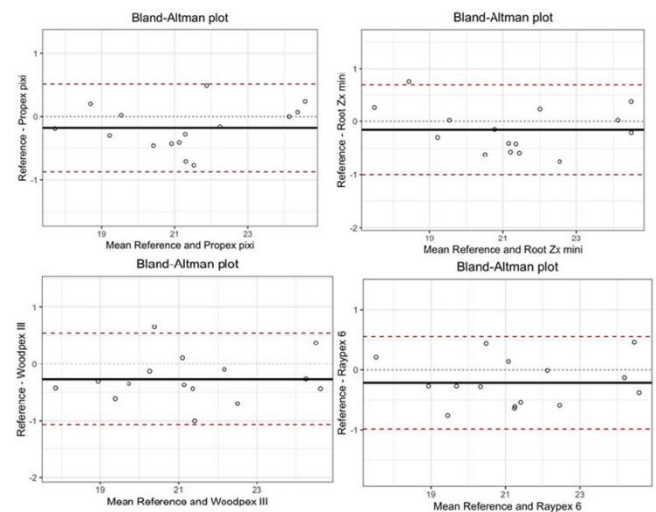 Bland-Altman plot
Reference - Propex pixi
1
0
-1
19
21
23
Mean Reference and Propex pixi
Bland-Altman plot
Reference - Root Zx mini
1
0
-1
-2
19
21
23
Mean Reference and Root Zx mini
Bland-Altman plot
Reference - Woodpex III
1
0
-1
-2
19
21
23
Mean Reference and Woodpex III
Bland-Altman plot
Reference - Raypex 6
1
0
-1
19
21
23
Mean Reference and Raypex 6